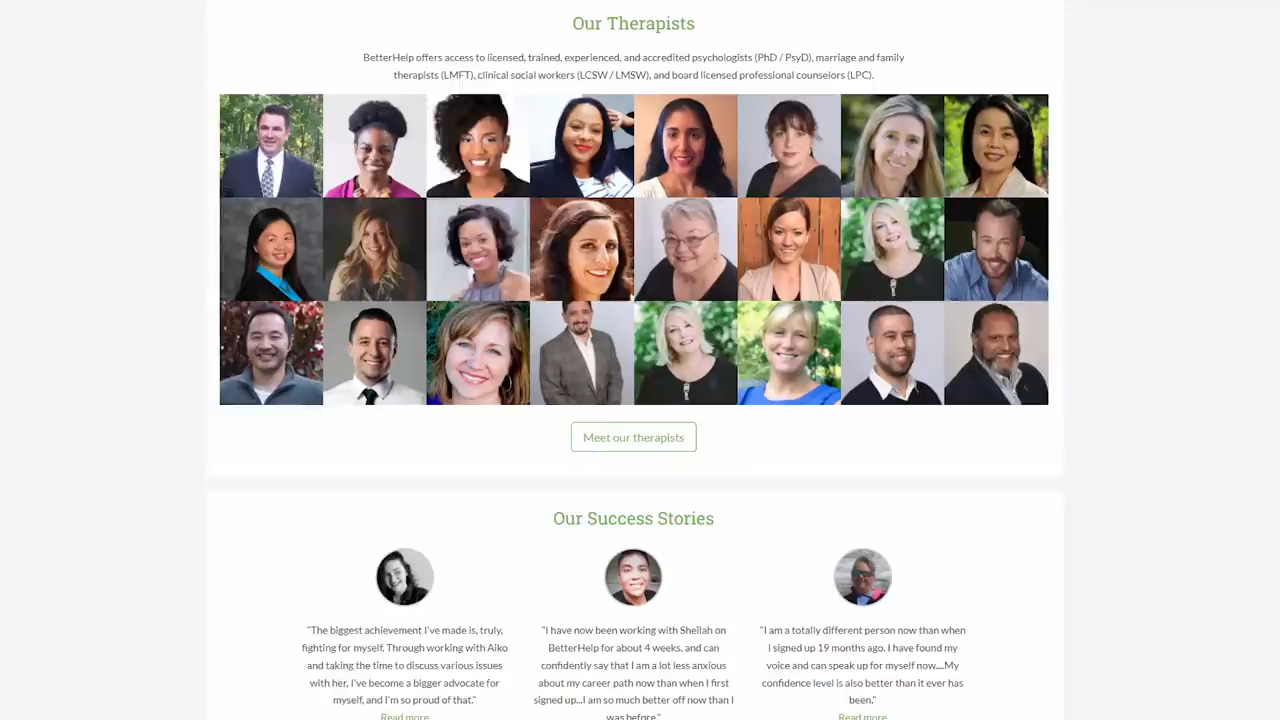 Our Therapists
BetterHelp offers access to licensed, trained, experienced, and accredited psychologists (PhD / PsyD), marriage and family
therapists (LMFT), clinical social workers (LCSW / LMSW), and board licensed professional counselors (LPC).
Meet our therapists
Our Success Stories
"The biggest achievement I've made is, truly,
fighting for myself. Through working with Aiko
and taking the time to discuss various issues
with her, I've become a bigger advocate for
myself, and I'm so proud of that."
Read more
"I have now been working with Sheilah on
BetterHelp for about 4 weeks, and can
confidently say that I am a lot less anxious
about my career path now than when I first
signed up...I am so much better off now than I
was before."
"I am a totally different person now than when
I signed up 19 months ago. I have found my
voice and can speak up for myself now....My
confidence level is also better than it ever has
been."
Read more